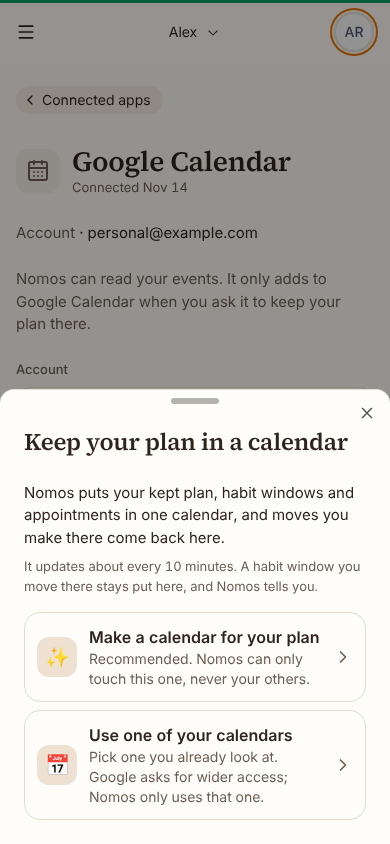 Alex
AR
Connected apps
Google Calendar
Connected Nov 14
Account · personal@example.com
Nomos can read your events. It only adds to
Google Calendar when you ask it to keep your
plan there.
Account
Keep your plan in a calendar
Nomos puts your kept plan, habit windows and
appointments in one calendar, and moves you
make there come back here.
It updates about every 10 minutes. A habit window you
move there stays put here, and Nomos tells you.
Make a calendar for your plan
Recommended. Nomos can only
touch this one, never your others.
Use one of your calendars
Pick one you already look at.
Google asks for wider access;
Nomos only uses that one.